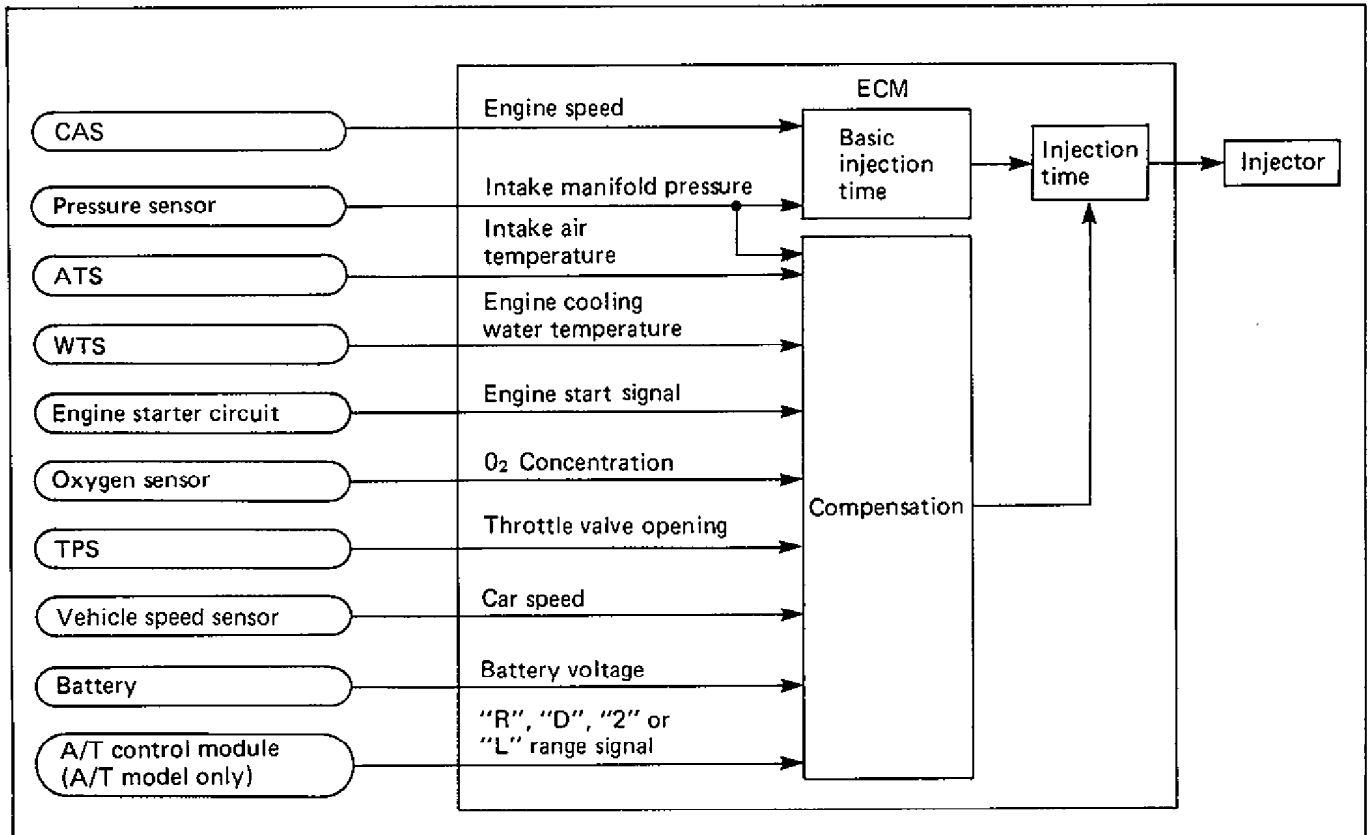 ECM
CAS
Engine speed
Basic
injection
time
Injection
time
Injector
Pressure sensor
Intake manifold pressure
ATS
Intake air
temperature
WTS
Engine cooling
water temperature
Engine starter circuit
Engine start signal
Oxygen sensor
O₂ Concentration
Compensation
TPS
Throttle valve opening
Vehicle speed sensor
Car speed
Battery
Battery voltage
A/T control module
(A/T model only)
"R", "D", "2" or
"L" range signal